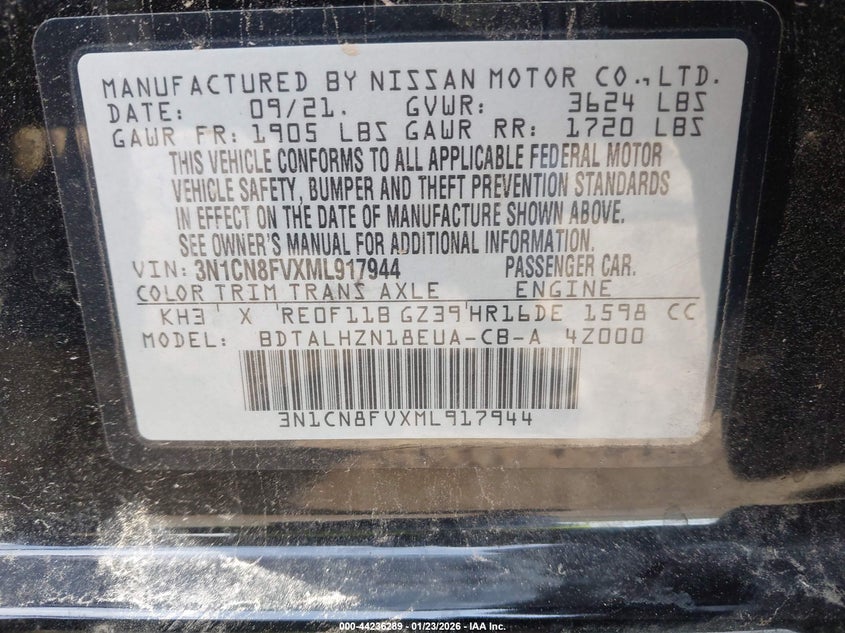 MANUFACTURED BY NISSAN MOTOR CO.,LTD.
DATE: 09/21. GVWR: 3624 LBS
GAWR FR: 1905 LBS GAWR RR: 1720 LBS
THIS VEHICLE CONFORMS TO ALL APPLICABLE FEDERAL MOTOR
VEHICLE SAFETY, BUMPER AND THEFT PREVENTION STANDARDS
IN EFFECT ON THE DATE OF MANUFACTURE SHOWN ABOVE.
SEE OWNER'S MANUAL FOR ADDITIONAL INFORMATION.
VIN: 3N1CN8FVXML917944 PASSENGER CAR.
COLOR TRIM TRANS AXLE ENGINE
KH3 X RE0F11B GZ39 HR16DE 1598 CC
MODEL: BDTALHZN18EUA-CB-A 4Z000
3N1CN8FVXML917944
000-44236289 - 01/23/2026 - IAA Inc.